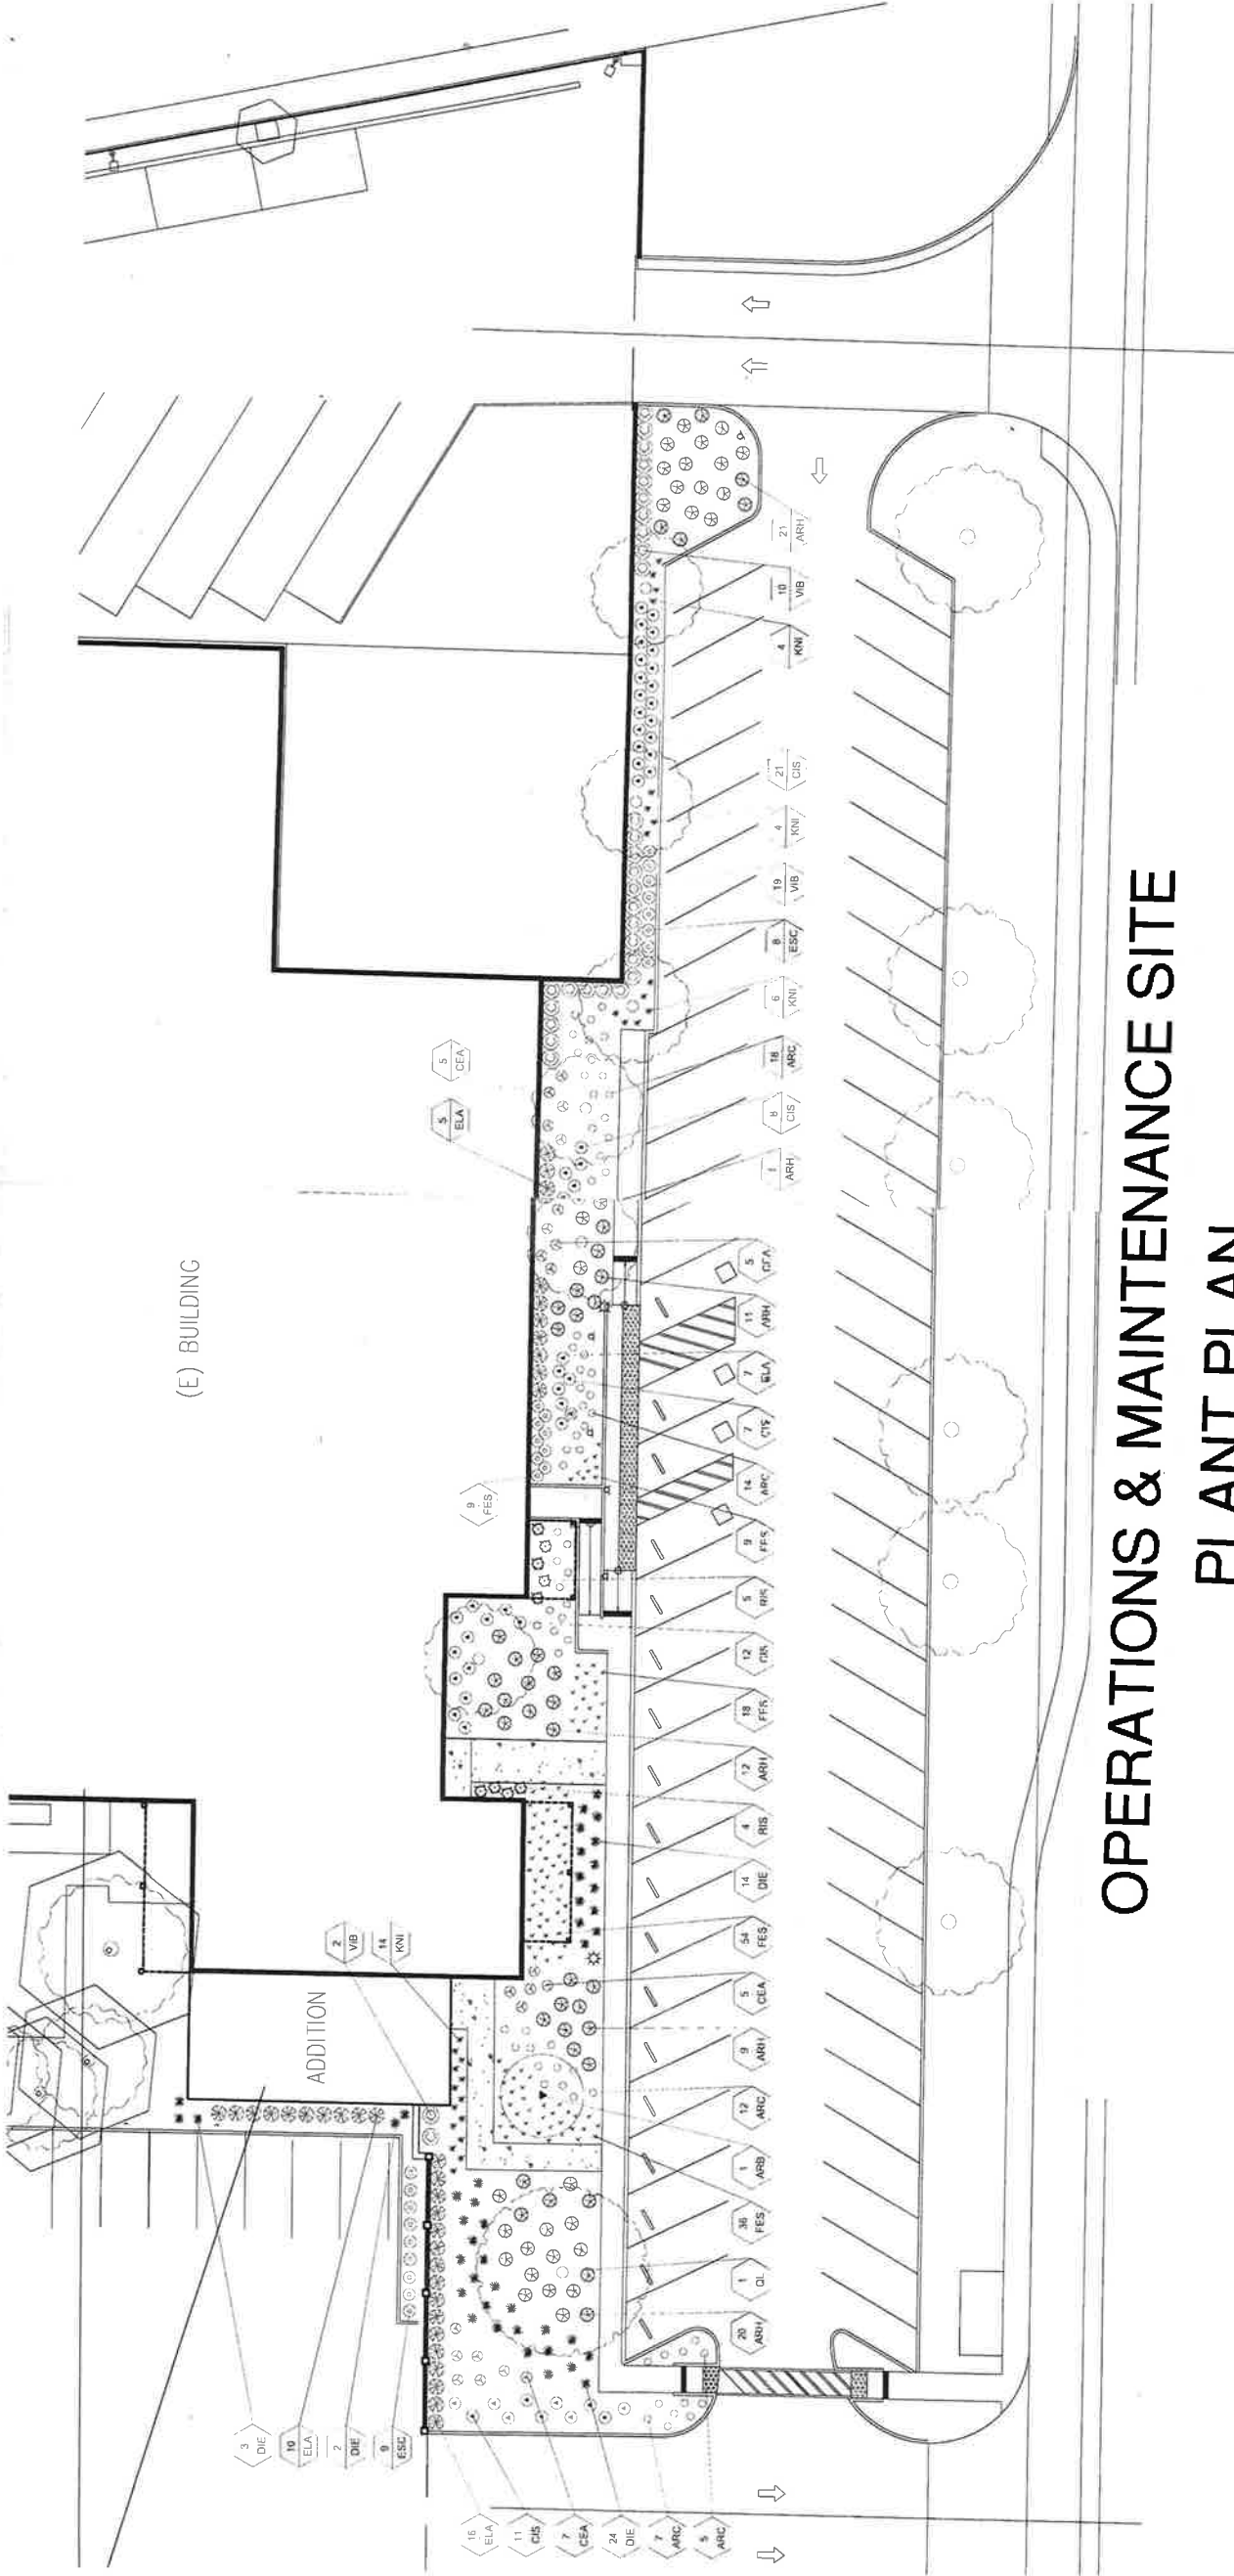 (E) BUILDING
ADDITION
5
CEA
5
ELA
9
FES
2
VIB
14
KNI
3
DIE
10
ELA
2
DIE
9
ESC
16
ELA
11
CIS
7
CEA
24
DIE
7
ARC
5
ARC
20
ARH
1
QL
36
FES
1
ARB
12
ARC
9
ARH
5
CEA
54
FES
14
DIE
4
RIS
12
ARH
18
FES
12
5
RIS
9
FES
14
ARC
7
CIS
7
ELA
11
ARH
5
CEA
ARH
8
CIS
18
ARC
6
KNI
8
ESC
19
VIB
4
KNI
21
CIS
4
KNI
10
VIB
21
ARH
OPERATIONS & MAINTENANCE SITE
PLANT PLAN